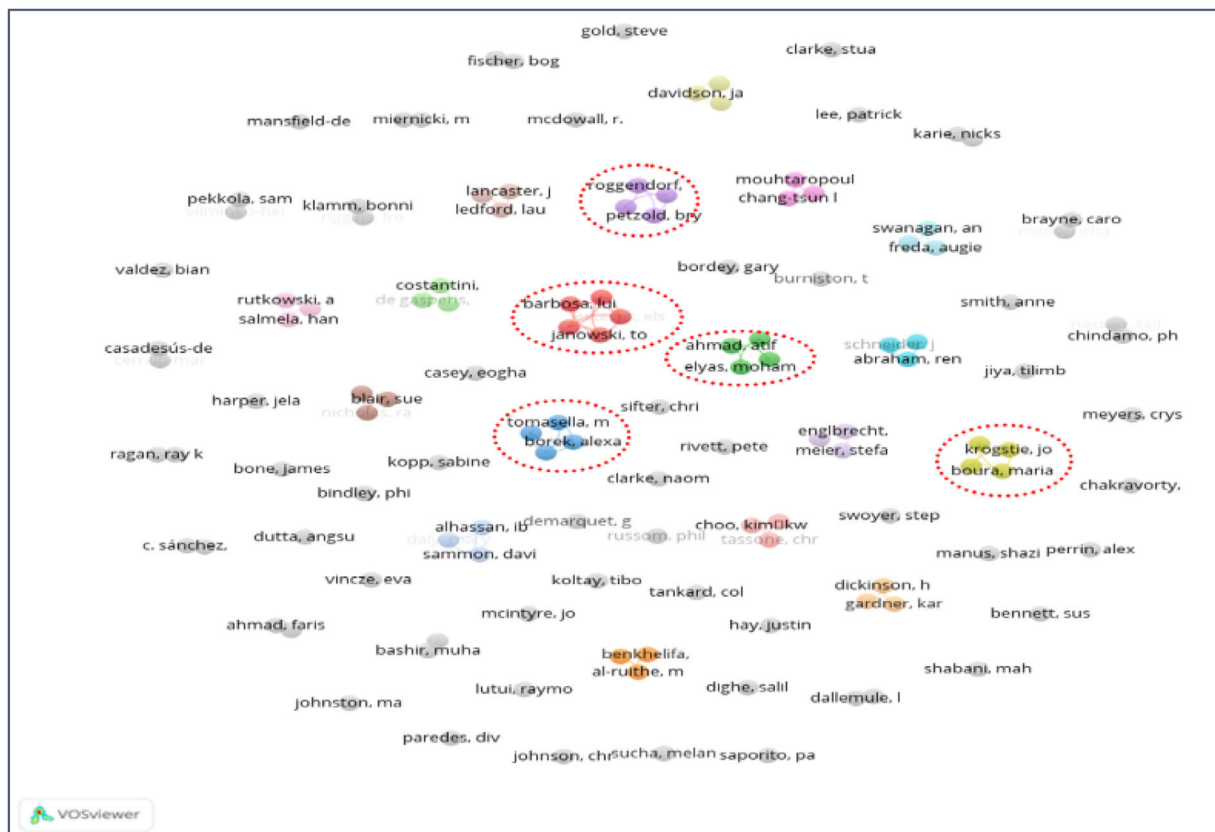 gold, steve
clarke, stua
fischer, bog
davidson, ja
mansfield-de
miernicki, m
mcdowall, r.
lee, patrick
karie, nicks
pekkola, sam
klamm, bonni
lancaster, j
ledford, lau
roggendorf,
petzold, bry
mouhtaropoul
chang-tsun l
swanagan, an
freda, augie
brayne, caro
valdez, bian
costantini,
de gasperis,
bordey, gary
burniston, t
rutkowski, a
salmela, han
barbosa, lui
janowski, to
smith, anne
ahmad, atif
elyas, moham
schneider, j
abraham, ren
chindamo, ph
casadesús-de
casey, eogha
jiya, tilimb
harper, jela
blair, sue
nicholas, ra
tomasella, m
borek, alexa
sifter, chri
rivett, pete
englbrecht,
meier, stefa
meyers, crys
krogstie, jo
boura, maria
ragan, ray k
bone, james
kopp, sabine
bindley, phi
clarke, naom
chakravorty,
c. sánchez,
dutta, angsu
alhassan, ib
sammon, davi
demarquet, g
russom, phil
choo, kim▯kw
tassone, chr
swoyer, step
manus, shazi
perrin, alex
vincze, eva
koltay, tibo
tankard, col
dickinson, h
gardner, kar
ahmad, faris
bashir, muha
mcintyre, jo
hay, justin
bennett, sus
benkhelifa,
al-ruithe, m
johnston, ma
lutui, raymo
dighe, salil
dallemule, l
shabani, mah
paredes, div
johnson, chr
sucha, melan
saporito, pa
VOSviewer